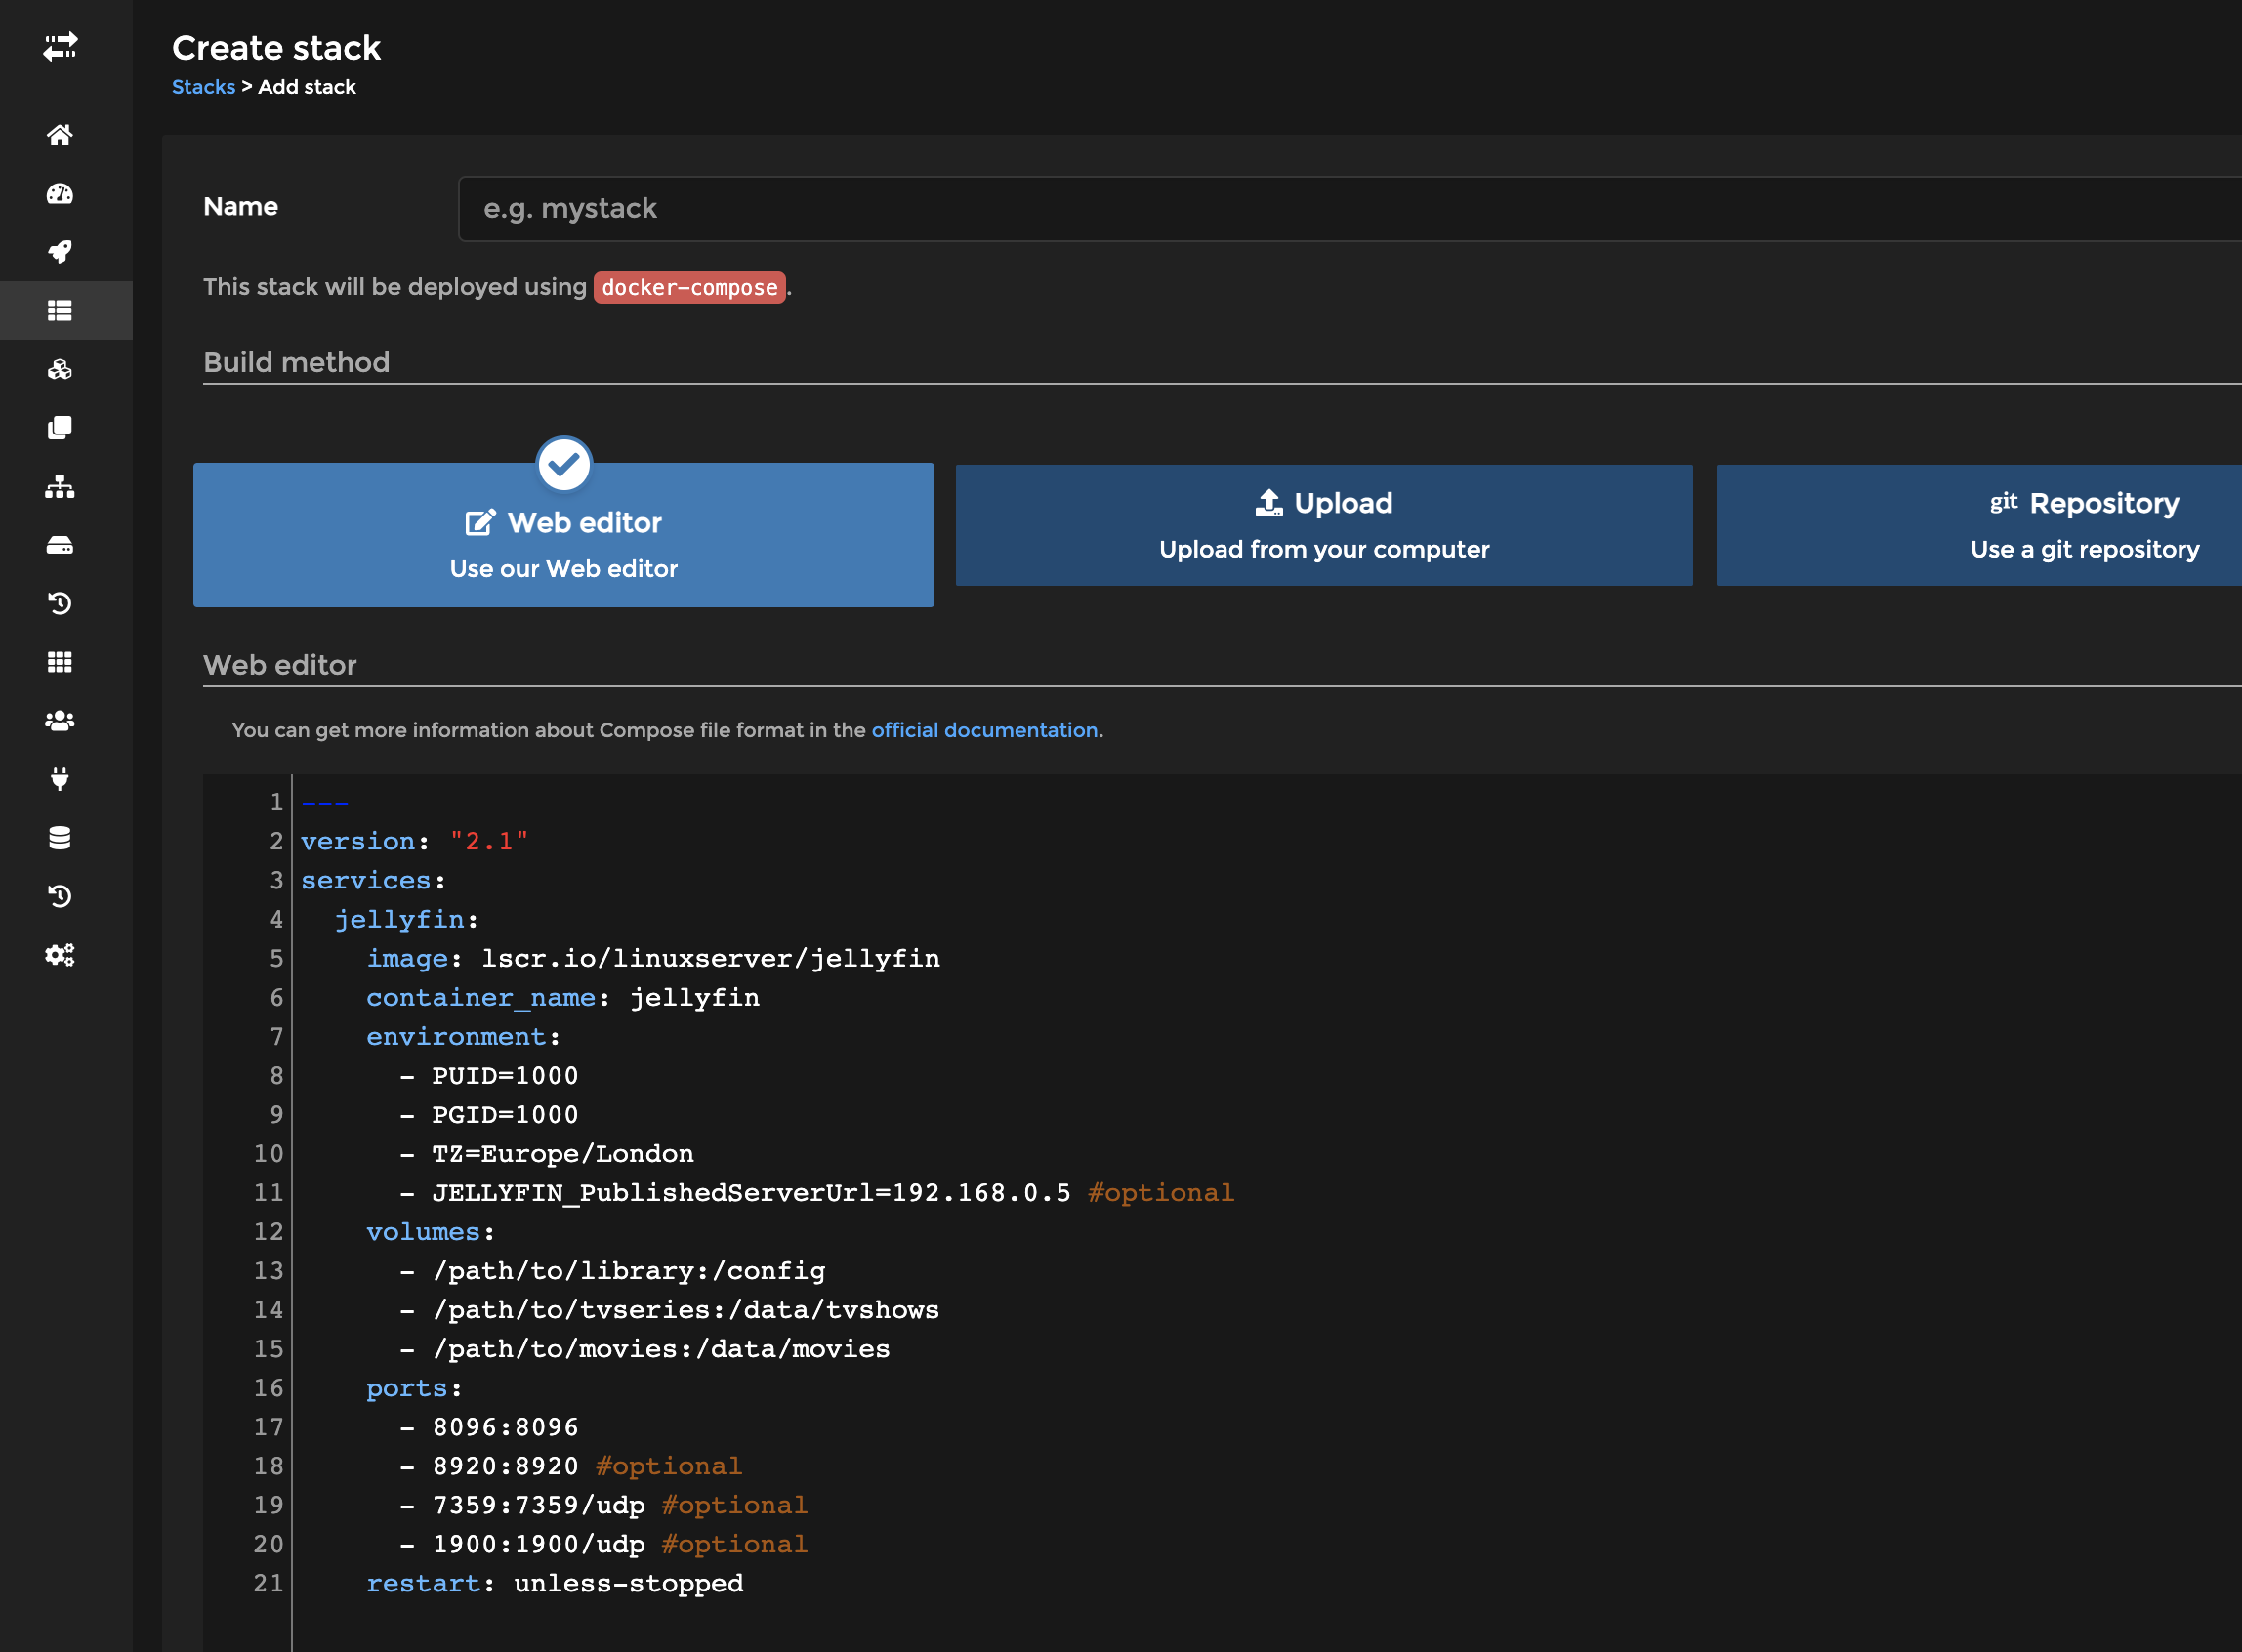 Create stack
Stacks > Add stack
Name
e.g. mystack
This stack will be deployed using docker-compose.
Build method
Web editor
Use our Web editor
Upload
Upload from your computer
git Repository
Use a git repository
Web editor
You can get more information about Compose file format in the official documentation.
1 ---
2 version: "2.1"
3 services:
4   jellyfin:
5     image: lscr.io/linuxserver/jellyfin
6     container_name: jellyfin
7     environment:
8       - PUID=1000
9       - PGID=1000
10       - TZ=Europe/London
11       - JELLYFIN_PublishedServerUrl=192.168.0.5 #optional
12     volumes:
13       - /path/to/library:/config
14       - /path/to/tvseries:/data/tvshows
15       - /path/to/movies:/data/movies
16     ports:
17       - 8096:8096
18       - 8920:8920 #optional
19       - 7359:7359/udp #optional
20       - 1900:1900/udp #optional
21     restart: unless-stopped